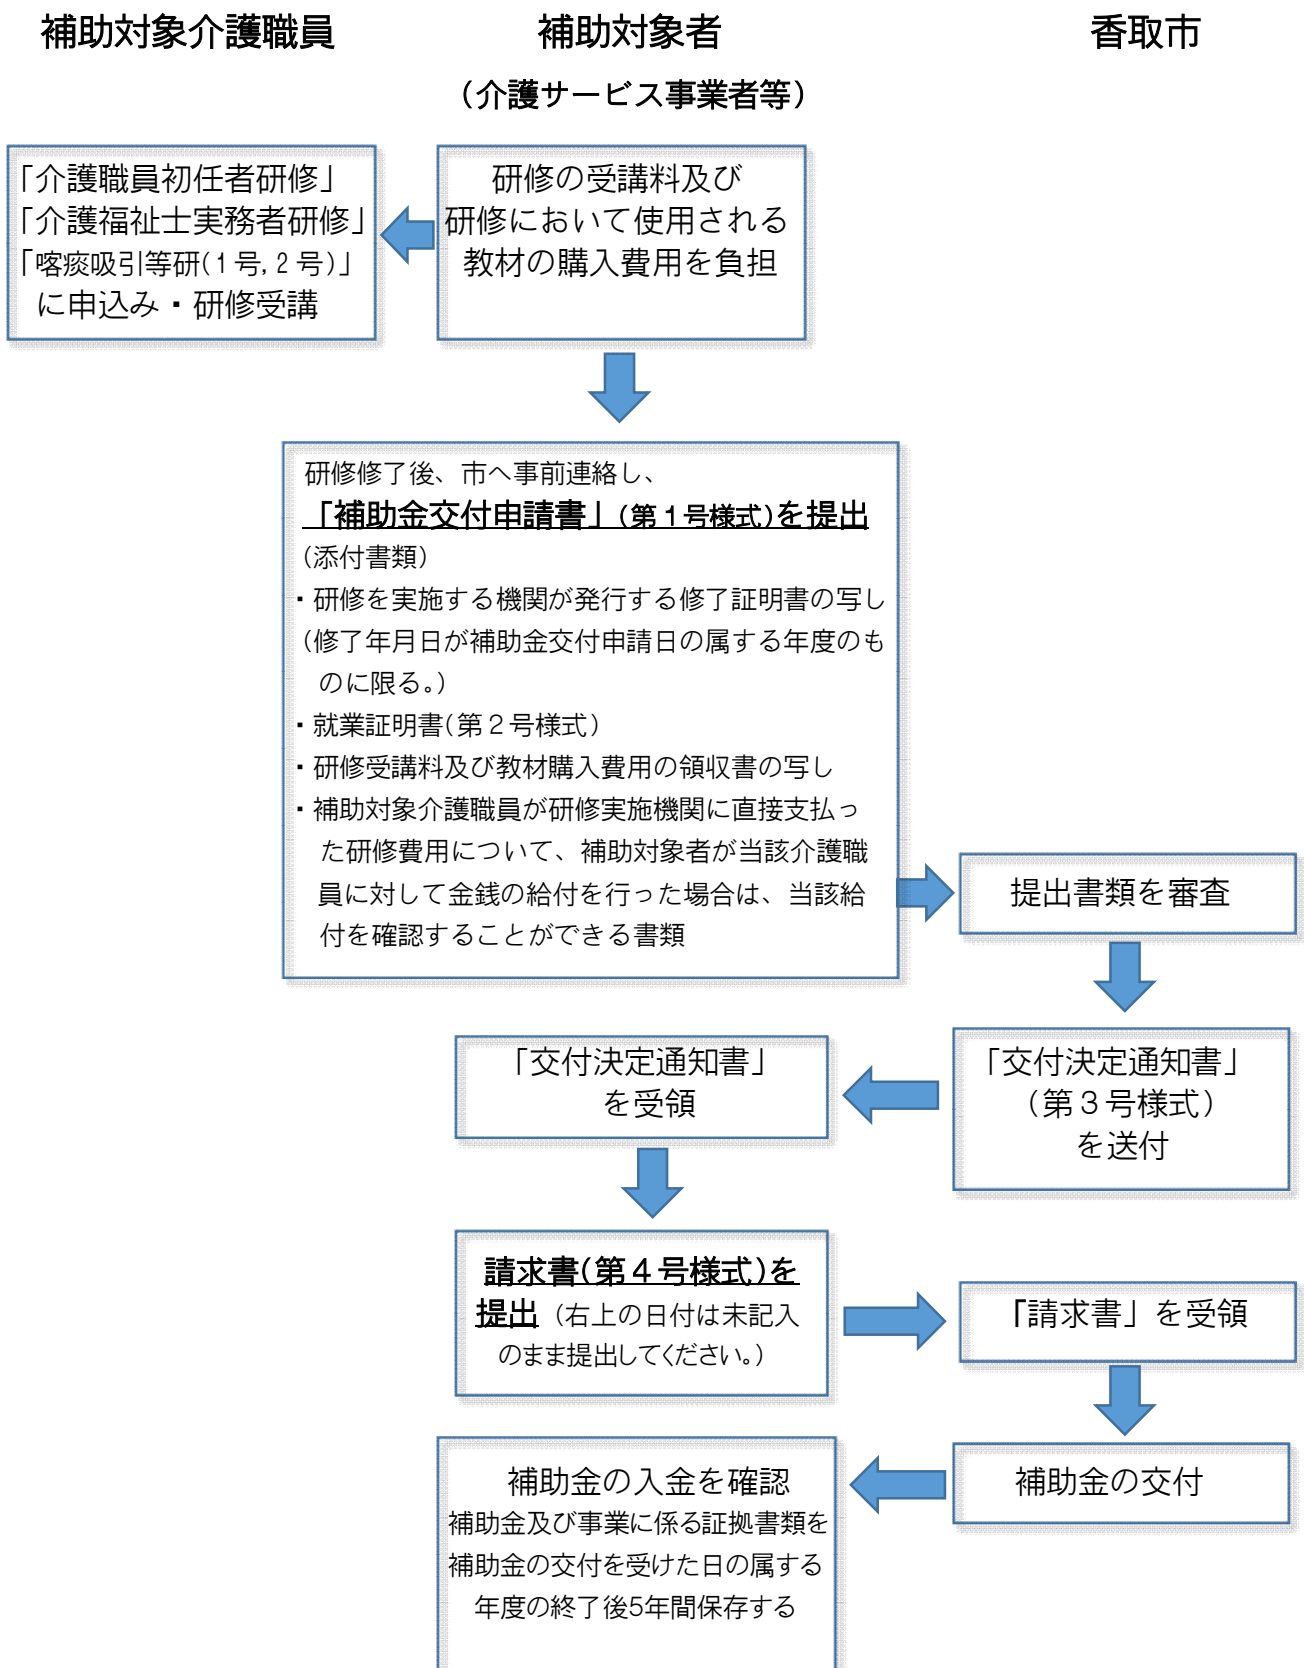 補助対象介護職員
補助対象者
香取市
（介護サービス事業者等）
「介護職員初任者研修」
「介護福祉士実務者研修」
「喀痰吸引等研(1号,2号)」
に申込み・研修受講
研修の受講料及び
研修において使用される
教材の購入費用を負担
研修修了後、市へ事前連絡し、
「補助金交付申請書」(第1号様式)を提出
(添付書類)
・研修を実施する機関が発行する修了証明書の写し
(修了年月日が補助金交付申請日の属する年度のも
のに限る。)
・就業証明書(第2号様式)
・研修受講料及び教材購入費用の領収書の写し
・補助対象介護職員が研修実施機関に直接支払っ
た研修費用について、補助対象者が当該介護職
員に対して金銭の給付を行った場合は、当該給
付を確認することができる書類
提出書類を審査
「交付決定通知書」
を受領
「交付決定通知書」
（第3号様式）
を送付
請求書(第4号様式)を
提出（右上の日付は未記入
のまま提出してください。）
「請求書」を受領
補助金の入金を確認
補助金及び事業に係る証拠書類を
補助金の交付を受けた日の属する
年度の終了後5年間保存する
補助金の交付